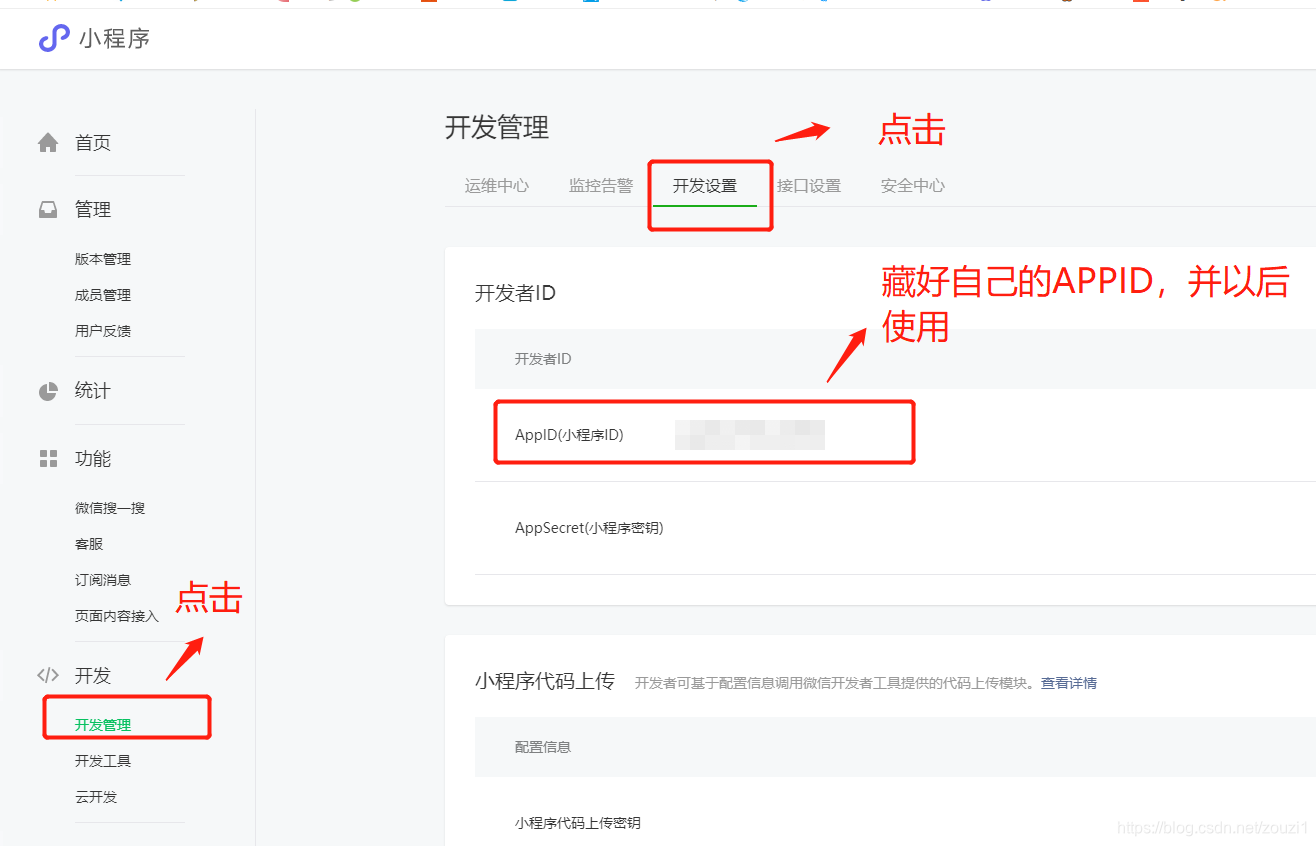 小程序
首页
管理
版本管理
成员管理
用户反馈
统计
功能
微信搜一搜
客服
订阅消息
页面内容接入
点击
开发
开发管理
开发工具
云开发
开发管理
点击
运维中心 监控告警 开发设置 接口设置 安全中心
开发者ID
藏好自己的APPID，并以后
使用
开发者ID
AppID(小程序ID)
AppSecret(小程序密钥)
小程序代码上传 开发者可基于配置信息调用微信开发者工具提供的代码上传模块。查看详情
配置信息
小程序代码上传密钥
https://blog.csdn.net/zouzi1